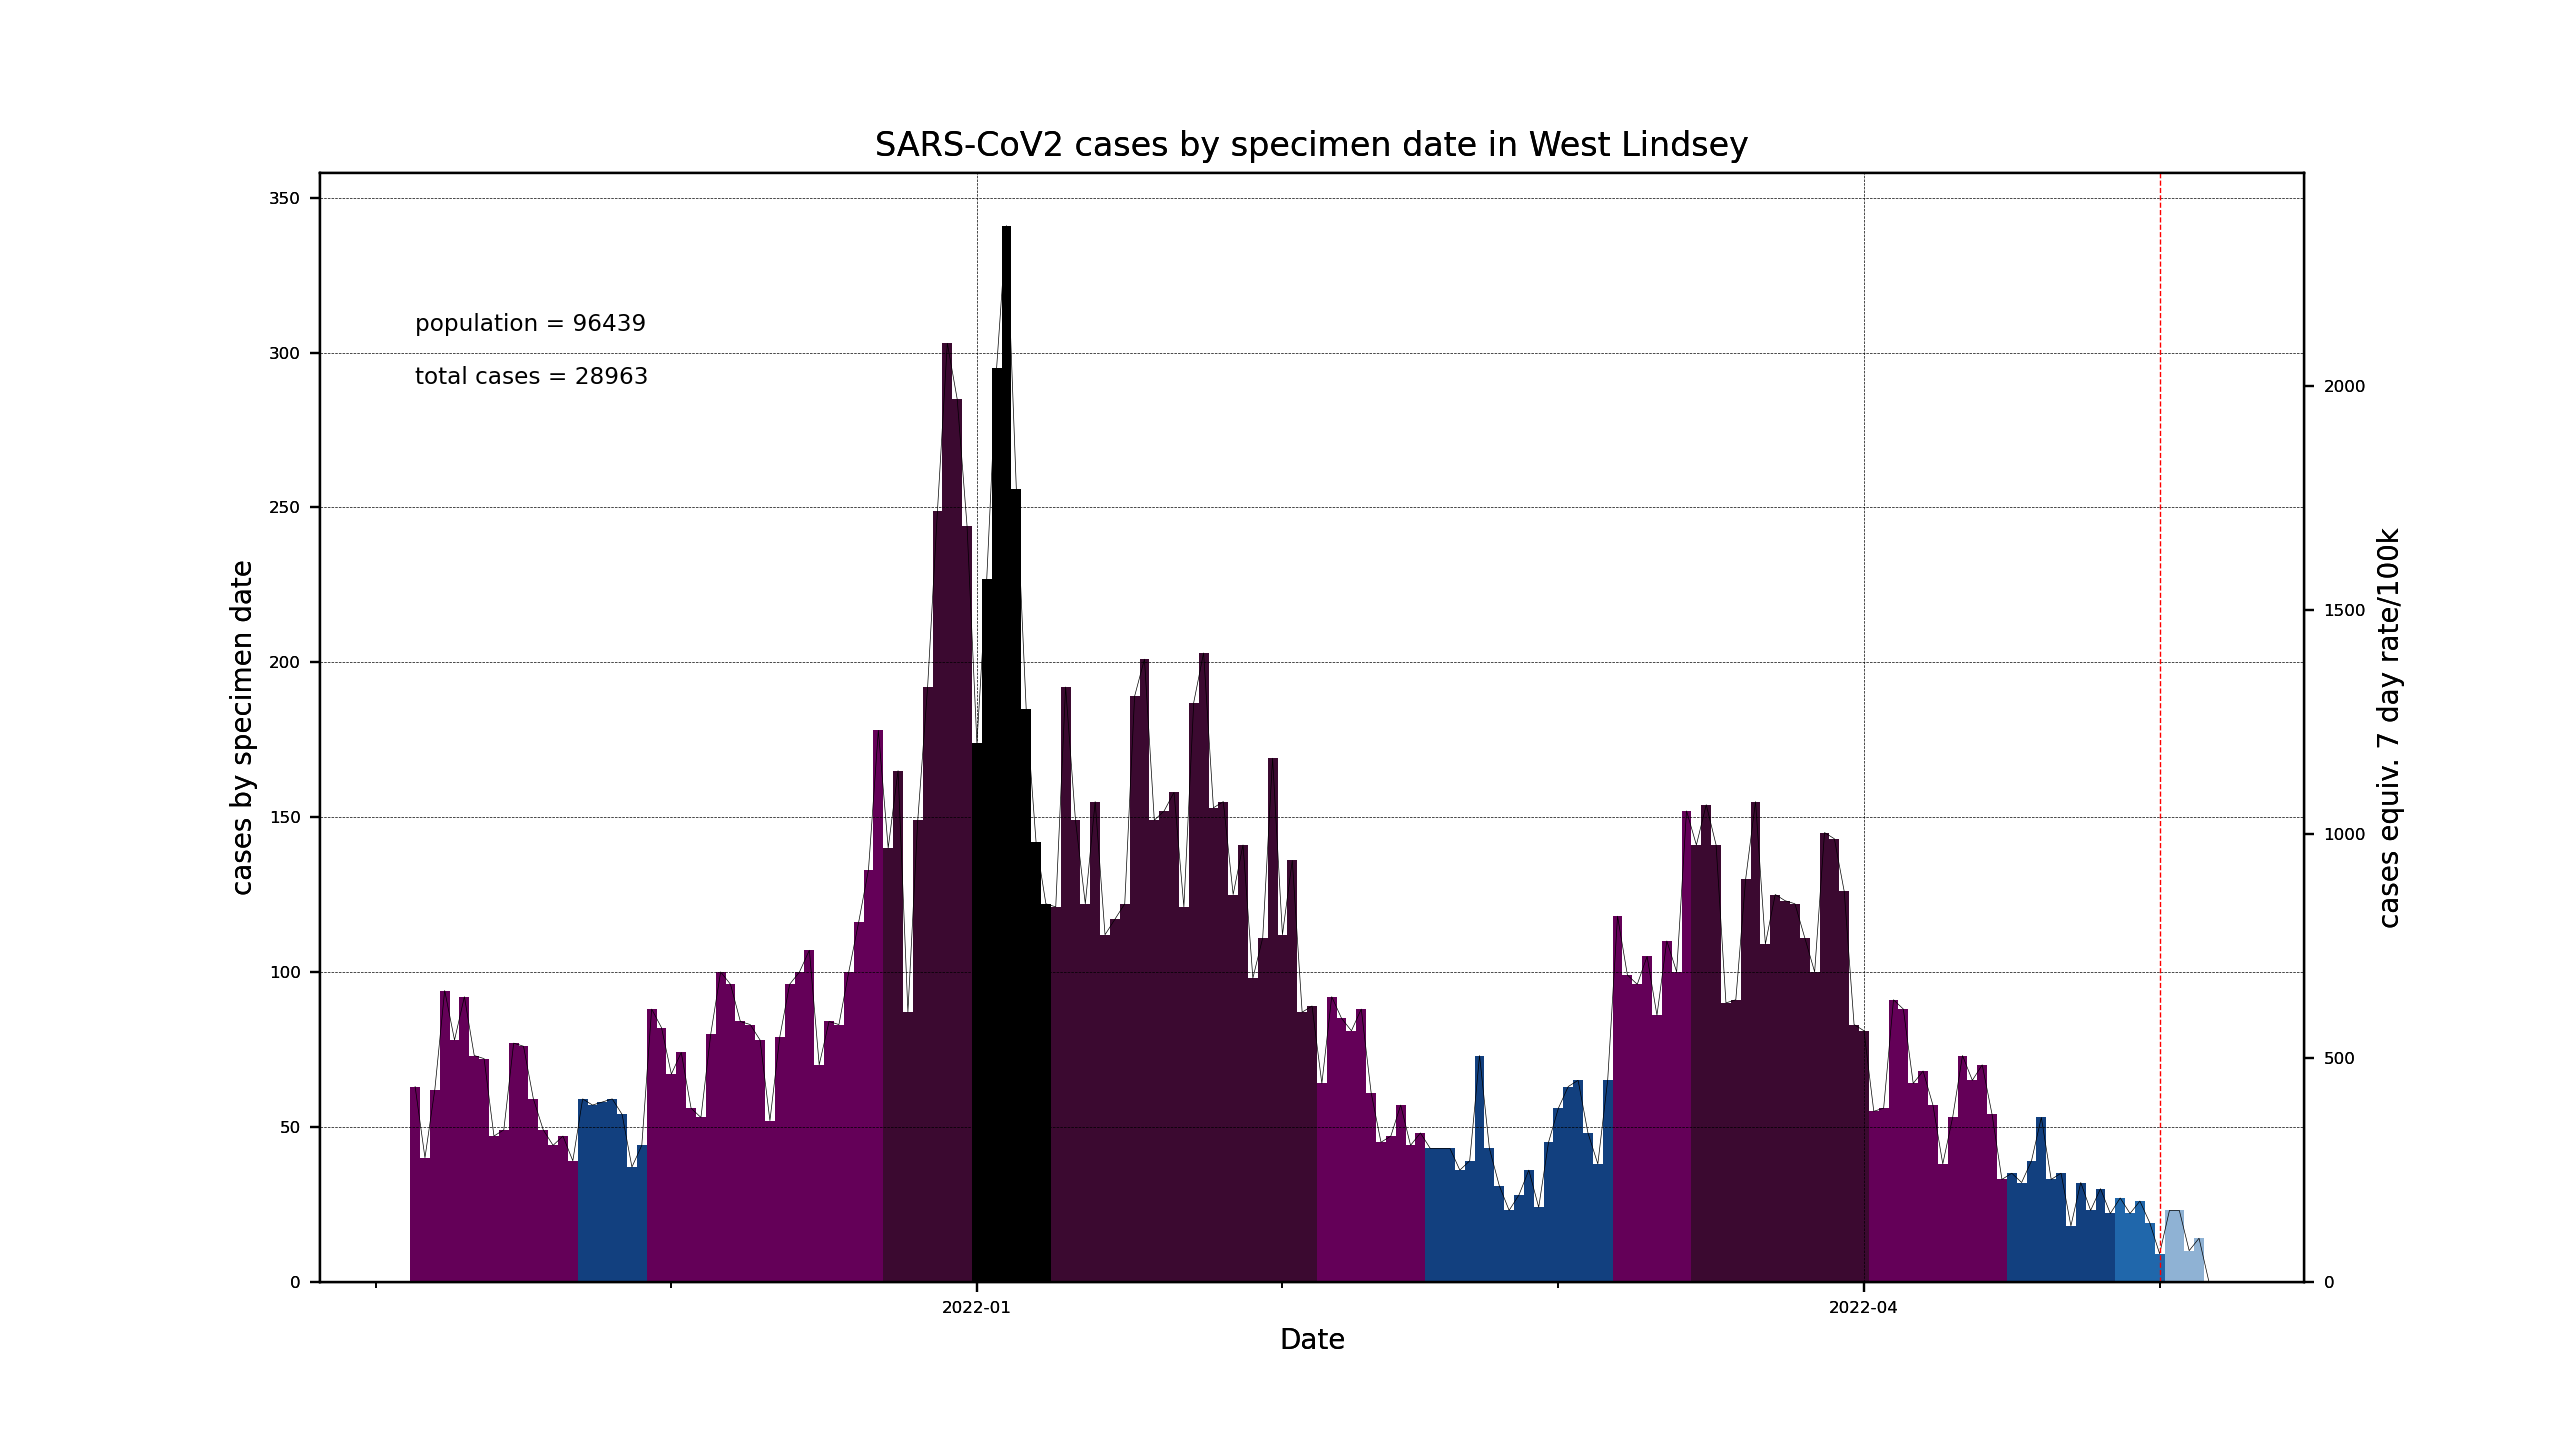 SARS-CoV2 cases by specimen date in West Lindsey
population = 96439
total cases = 28963
cases by specimen date
350
300
250
200
150
100
50
0
2022-01
2022-04
Date
2000
1500
1000
500
0
cases equiv. 7 day rate/100k